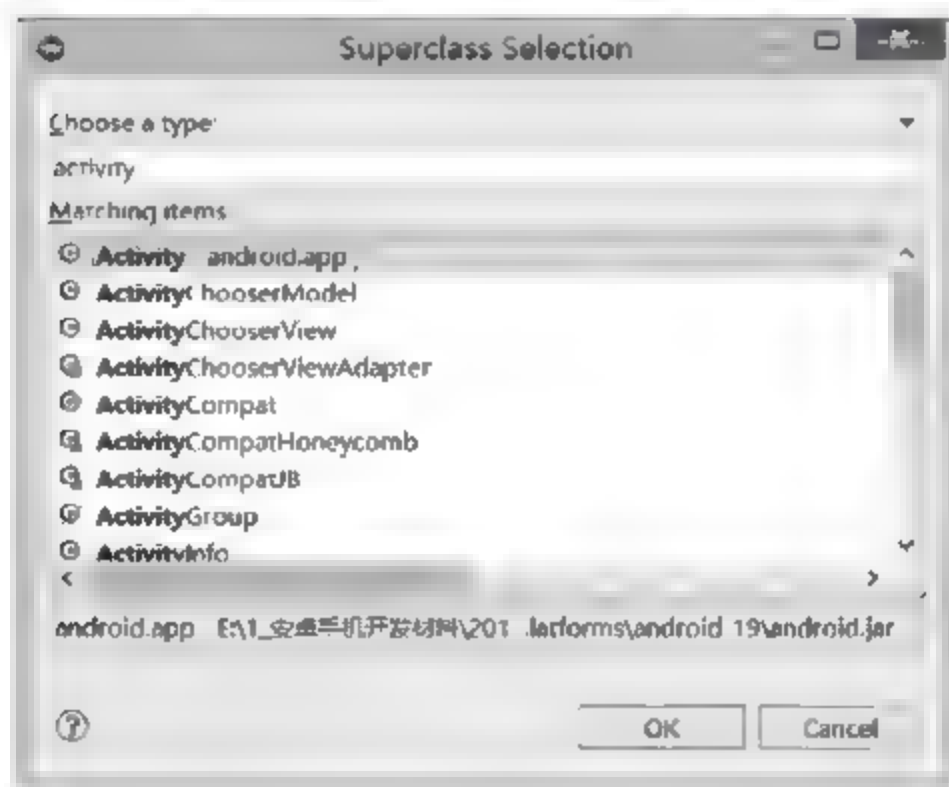 Superclass Selection
Choose a type:
activity
Matching items
Activity android.app
ActivityChooserModel
ActivityChooserView
ActivityChooserViewAdapter
ActivityCompat
ActivityCompatHoneycomb
ActivityCompatJB
ActivityGroup
ActivityInfo
android.app E:\1_安卓手机开发材料\201 .latforms\android 19\android.jar
OK
Cancel